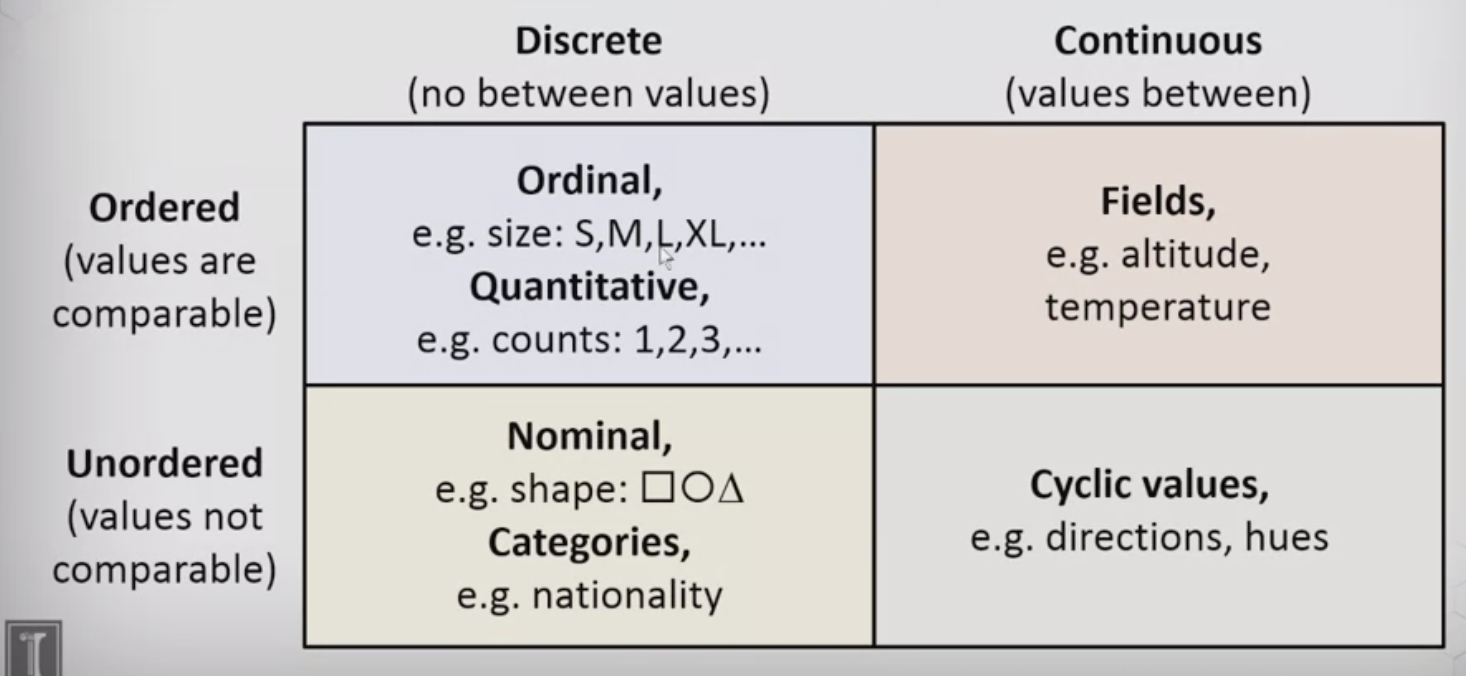 Discrete
(no between values)
Continuous
(values between)
Ordered
(values are
comparable)
Ordinal,
e.g. size: S,M,L,XL,...
Quantitative,
e.g. counts: 1,2,3,...
Fields,
e.g. altitude,
temperature
Unordered
(values not
comparable)
Nominal,
e.g. shape: □○Δ
Categories,
e.g. nationality
Cyclic values,
e.g. directions, hues
I